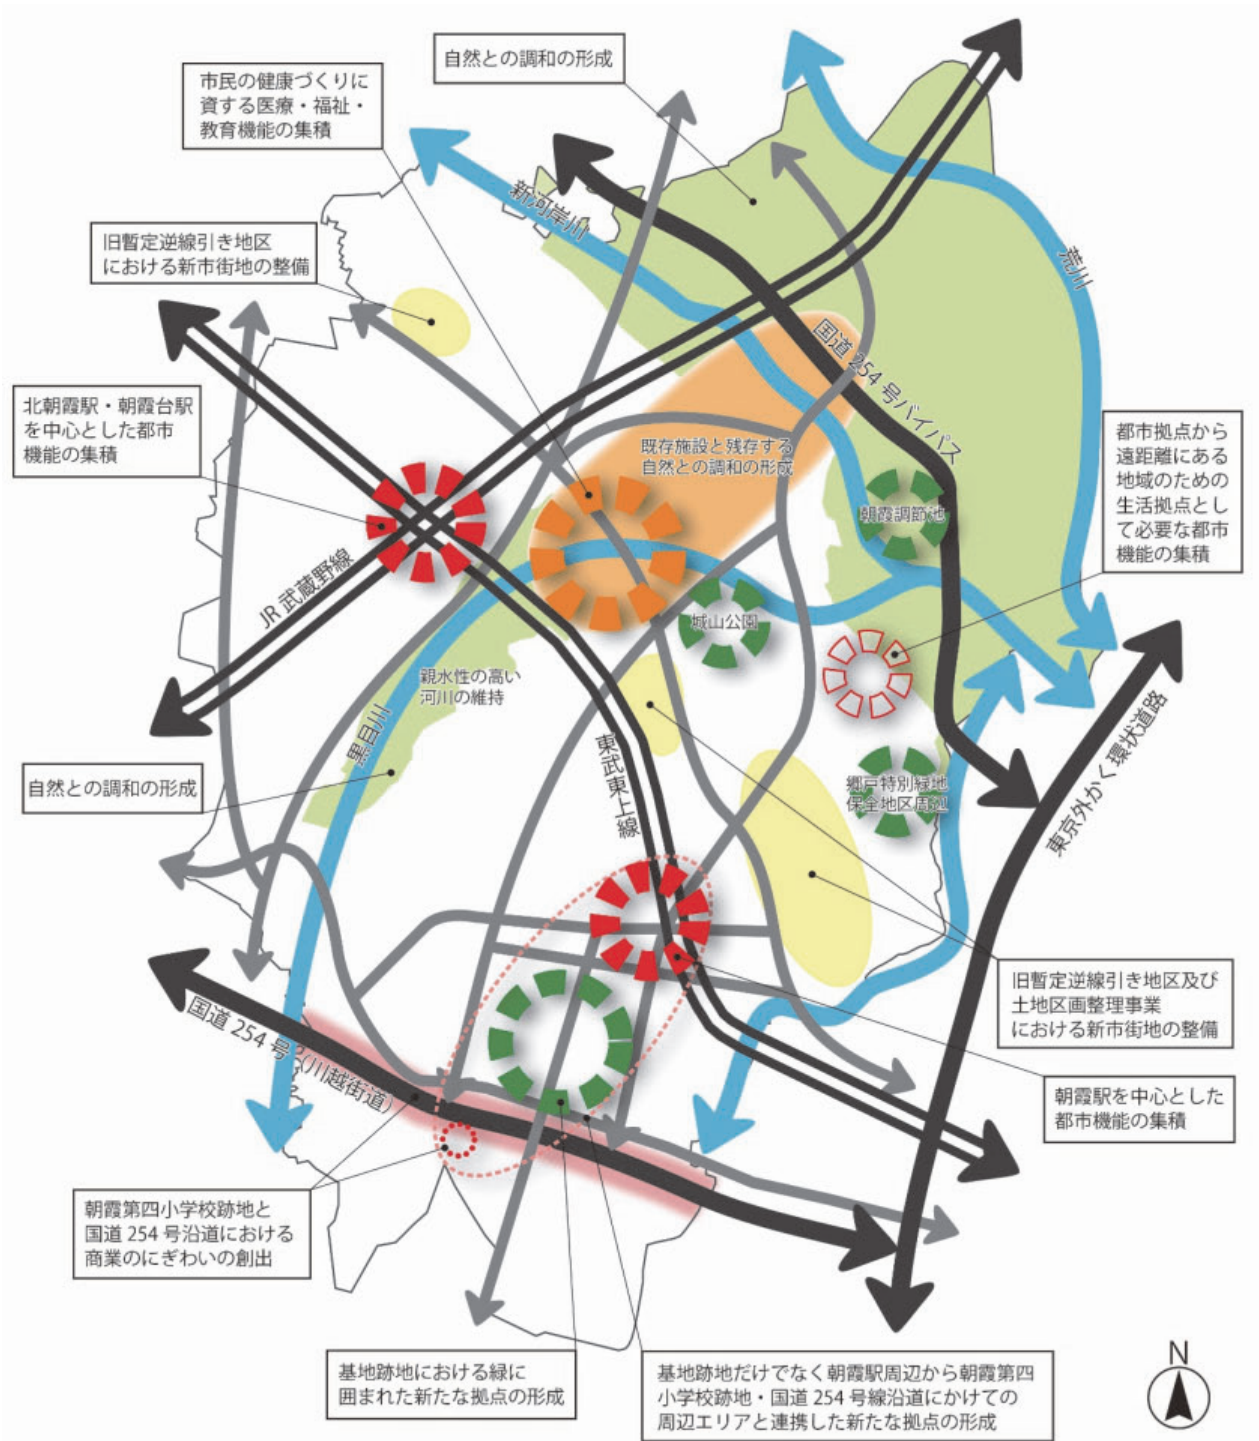 自然との調和の形成
市民の健康づくりに
資する医療・福祉・
教育機能の集積
新河岸川
荒川
旧暫定逆線引き地区
における新市街地の整備
国道 254 号バイパス
北朝霞駅・朝霞台駅
を中心とした都市
機能の集積
既存施設と残存する
自然との調和の形成
都市拠点から
遠距離にある
地域のための
生活拠点とし
て必要な都市
機能の集積
朝霞調節池
JR 武蔵野線
城山公園
親水性の高い
河川の維持
黒目川
東武東上線
自然との調和の形成
郷戸特別緑地
保全地区周辺
東京外かく環状道路
旧暫定逆線引き地区及び
土地区画整理事業
における新市街地の整備
国道 254 号（川越街道）
朝霞駅を中心とした
都市機能の集積
朝霞第四小学校跡地と
国道 254 号沿道における
商業のにぎわいの創出
基地跡地における緑に
囲まれた新たな拠点の形成
基地跡地だけでなく朝霞駅周辺から朝霞第四
小学校跡地・国道 254 号線沿道にかけての
周辺エリアと連携した新たな拠点の形成
N